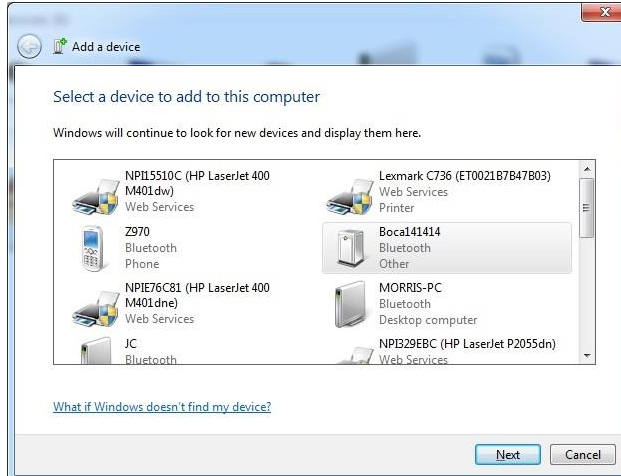 Add a device
Select a device to add to this computer
Windows will continue to look for new devices and display them here.
NPI15510C (HP LaserJet 400
M401dw)
Web Services
Lexmark C736 (ET0021B7B47B03)
Web Services
Printer
Z970
Bluetooth
Phone
Boca141414
Bluetooth
Other
NPIE76C81 (HP LaserJet 400
M401dne)
Web Services
MORRIS-PC
Bluetooth
Desktop computer
JC
Bluetooth
NPI329EBC (HP LaserJet P2055dn)
Web Services
What if Windows doesn't find my device?
Next
Cancel